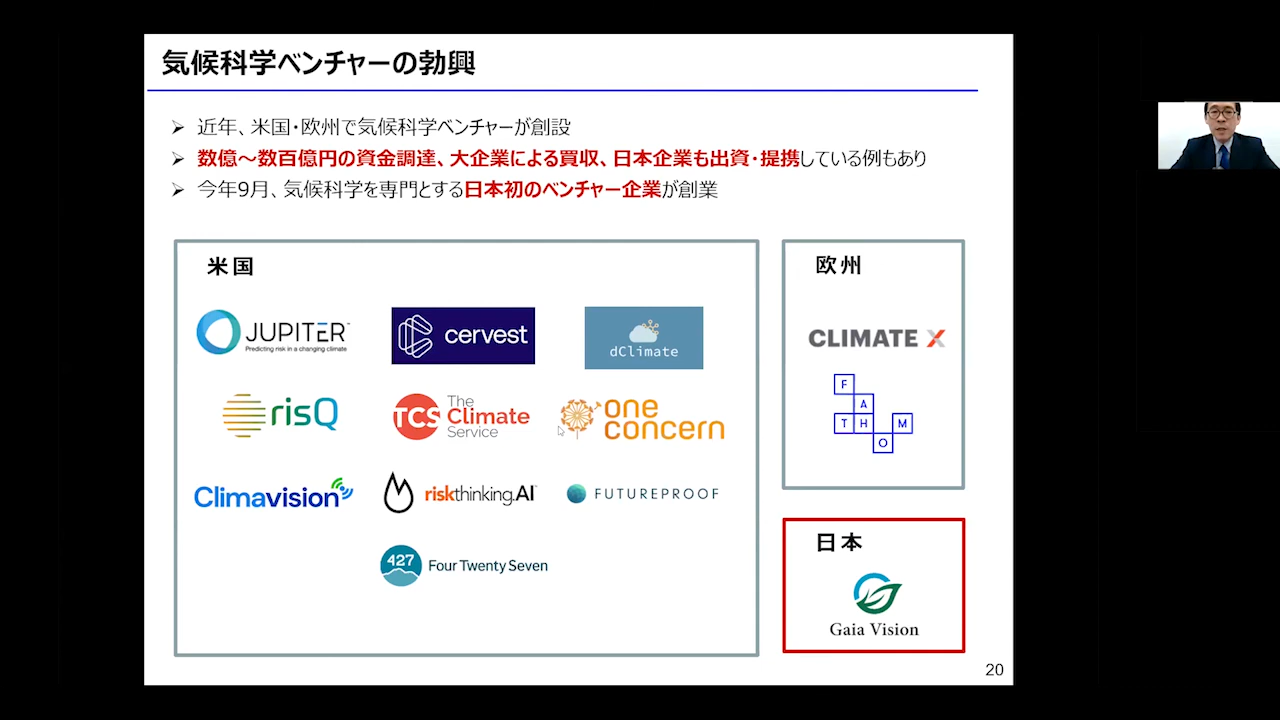 気候科学ベンチャーの勃興
➢ 近年、米国・欧州で気候科学ベンチャーが創設
➢ 数億～数百億円の資金調達、大企業による買収、日本企業も出資・提携している例もあり
➢ 今年9月、気候科学を専門とする日本初のベンチャー企業が創業
米国
JUPITER™
Predicting risk in a changing climate
cervest
dClimate
risQ
TCS The Climate Service
one concern
Climavision
riskthinking.AI™
FUTUREPROOF
427 Four Twenty Seven
欧州
CLIMATE X
FATHOM
日本
Gaia Vision
20